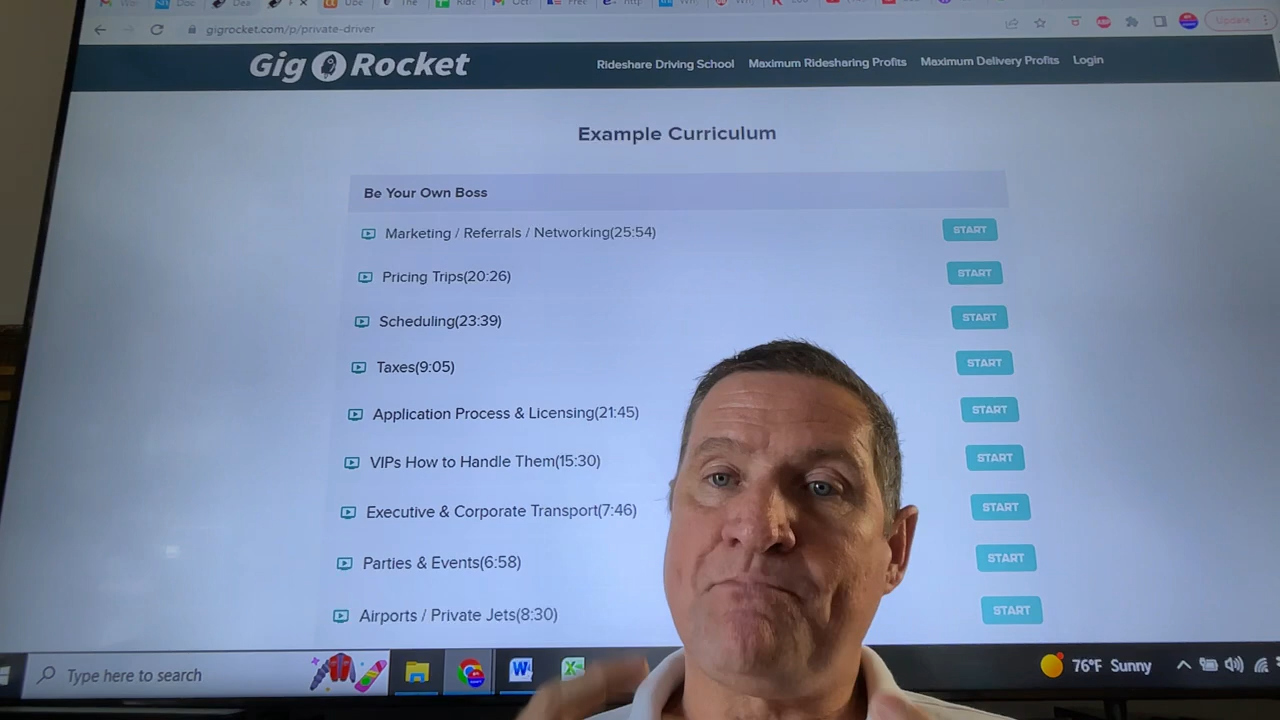 gigrocket.com/p/private-driver
Update
Gig Rocket
Rideshare Driving School
Maximum Ridesharing Profits
Maximum Delivery Profits
Login
Example Curriculum
Be Your Own Boss
Marketing / Referrals / Networking(25:54)
START
Pricing Trips(20:26)
START
Scheduling(23:39)
START
Taxes(9:05)
START
Application Process & Licensing(21:45)
START
VIPs How to Handle Them(15:30)
START
Executive & Corporate Transport(7:46)
START
Parties & Events(6:58)
START
Airports / Private Jets(8:30)
START
Type here to search
76°F Sunny